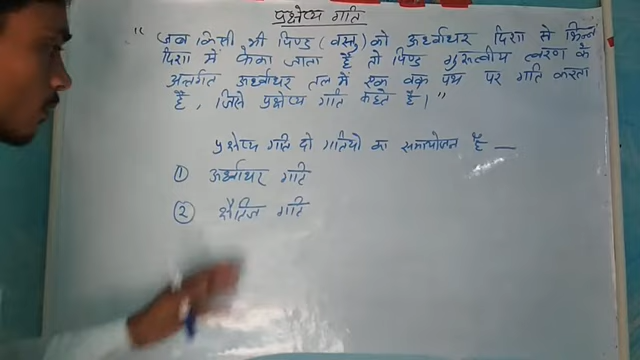 प्रक्षेप्य गति
" जब किसी भी पिण्ड ( वस्तु ) को ऊर्ध्वाधर दिशा से भिन्न
दिशा में फेका जाता है तो पिण्ड गुरुत्वीय त्वरण के
अन्तर्गत ऊर्ध्वाधर तल में एक वक्र पथ पर गति करता
है , जिसे प्रक्षेप्य गति कहते है । "
प्रक्षेप्य गति दो गतियो का समायोजन है —
① ऊर्ध्वाधर गति
② क्षैतिज गति